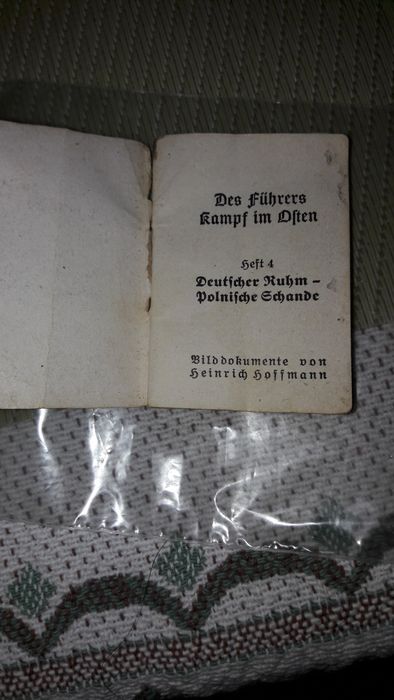 Des Führers
Kampf im Osten
Heft 4
Deutscher Ruhm –
Polnische Schande
Bilddokumente von
Heinrich Hoffmann